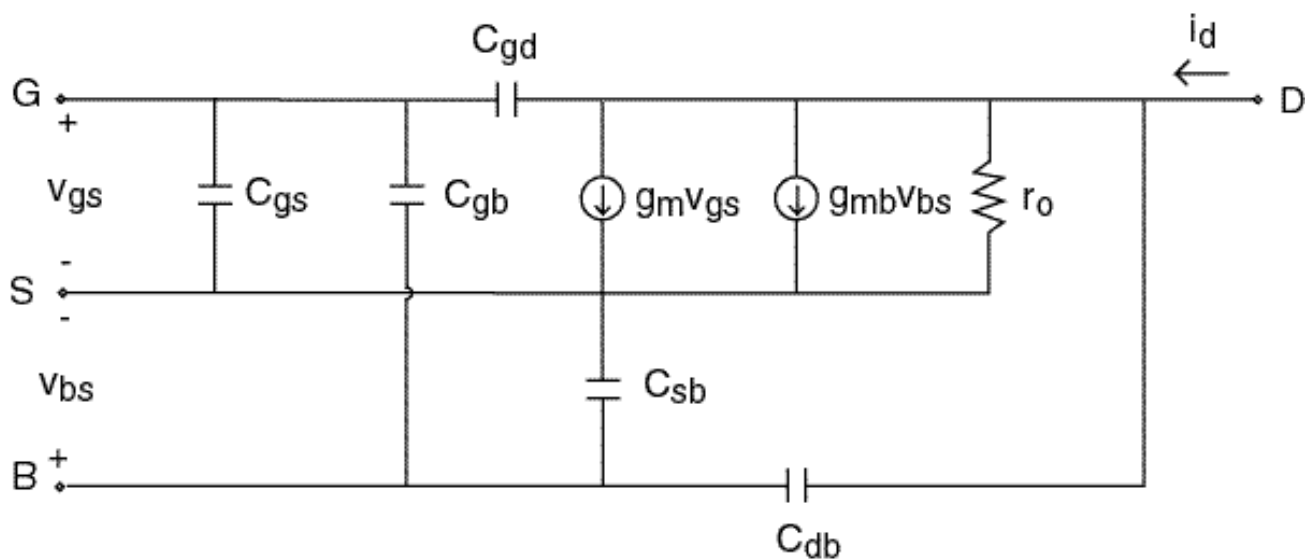 C_gd
i_d
G
D
+
v_gs
C_gs
C_gb
g_m v_gs
g_mb v_bs
r_o
-
S
-
v_bs
C_sb
+
B
C_db